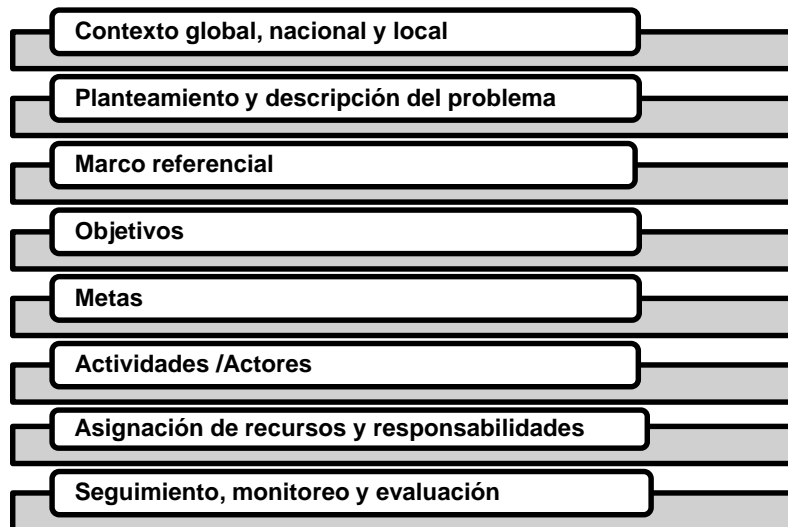 Contexto global, nacional y local
Planteamiento y descripción del problema
Marco referencial
Objetivos
Metas
Actividades /Actores
Asignación de recursos y responsabilidades
Seguimiento, monitoreo y evaluación